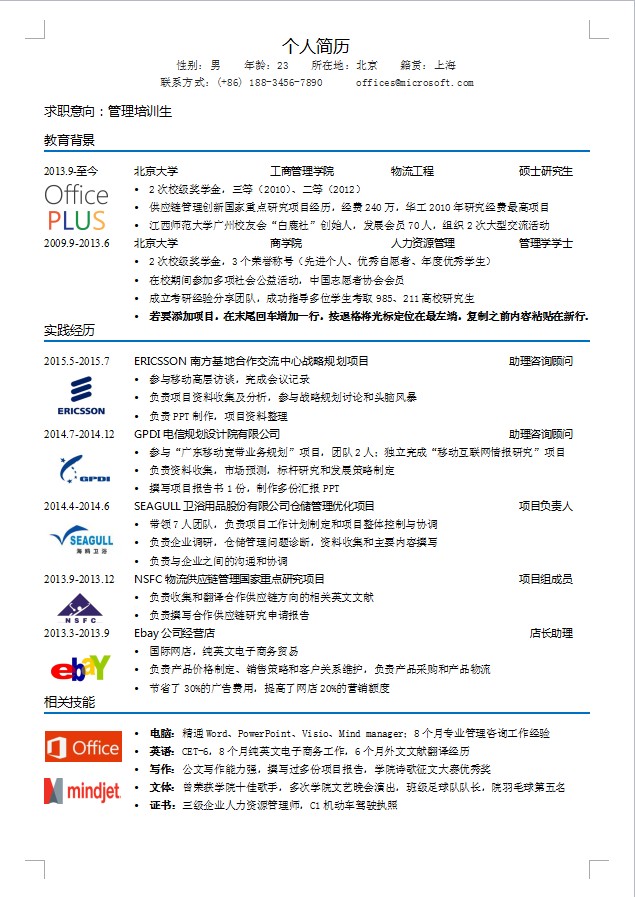 个人简历
性别：男 年龄：23 所在地：北京 籍贯：上海
联系方式：(+86) 188-3456-7890 offices@microsoft.com
求职意向：管理培训生
教育背景
2013.9-至今 北京大学 工商管理学院 物流工程 硕士研究生
Office
PLUS
• 2次校级奖学金，三等（2010）、二等（2012）
• 供应链管理创新国家重点研究项目经历，经费240万，华工2010年研究经费最高项目
• 江西师范大学广州校友会“白鹿社”创始人，发展会员70人，组织2次大型交流活动
2009.9-2013.6 北京大学 商学院 人力资源管理 管理学学士
• 2次校级奖学金，3个荣誉称号（先进个人、优秀自愿者、年度优秀学生）
• 在校期间参加多项社会公益活动，中国志愿者协会会员
• 成立考研经验分享团队，成功指导多位学生考取985、211高校研究生
• 若要添加项目，在末尾回车增加一行，按退格将光标定位在最左端，复制之前内容粘贴在新行.
实践经历
2015.5-2015.7 ERICSSON 南方基地合作交流中心战略规划项目 助理咨询顾问
ERICSSON
• 参与移动高层访谈，完成会议记录
• 负责项目资料收集及分析，参与战略规划讨论和头脑风暴
• 负责PPT制作，项目资料整理
2014.7-2014.12 GPDI 电信规划设计院有限公司 助理咨询顾问
GPDI
• 参与“广东移动宽带业务规划”项目，团队2人；独立完成“移动互联网情报研究”项目
• 负责资料收集，市场预测，标杆研究和发展策略制定
• 撰写项目报告书1份，制作多份汇报PPT
2014.4-2014.6 SEAGULL 卫浴用品股份有限公司仓储管理优化项目 项目负责人
SEAGULL
海鸥卫浴
• 带领7人团队，负责项目工作计划制定和项目整体控制与协调
• 负责企业调研，仓储管理问题诊断，资料收集和主要内容撰写
• 负责与企业之间的沟通和协调
2013.9-2013.12 NSFC 物流供应链管理国家重点研究项目 项目组成员
NSFC
• 负责收集和翻译合作供应链方向的相关英文文献
• 负责撰写合作供应链研究申请报告
2013.3-2013.9 Ebay 公司经营店 店长助理
ebay
• 国际网店，纯英文电子商务贸易
• 负责产品价格制定、销售策略和客户关系维护，负责产品采购和产品物流
• 节省了30%的广告费用，提高了网店20%的营销额度
相关技能
Office
mindjet
• 电脑：精通Word、PowerPoint、Visio、Mind manager；8个月专业管理咨询工作经验
• 英语：CET-6，8个月纯英文电子商务工作，6个月外文文献翻译经历
• 写作：公文写作能力强，撰写过多份项目报告，学院诗歌征文大赛优秀奖
• 文体：曾荣获学院十佳歌手，多次学院文艺晚会演出，班级足球队队长，院羽毛球第五名
• 证书：三级企业人力资源管理师，C1机动车驾驶执照